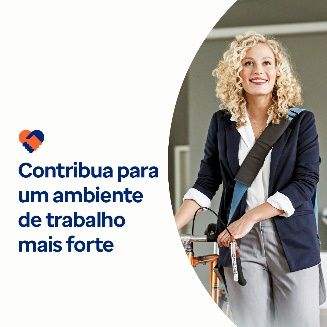 Contribua para
um ambiente
de trabalho
mais forte